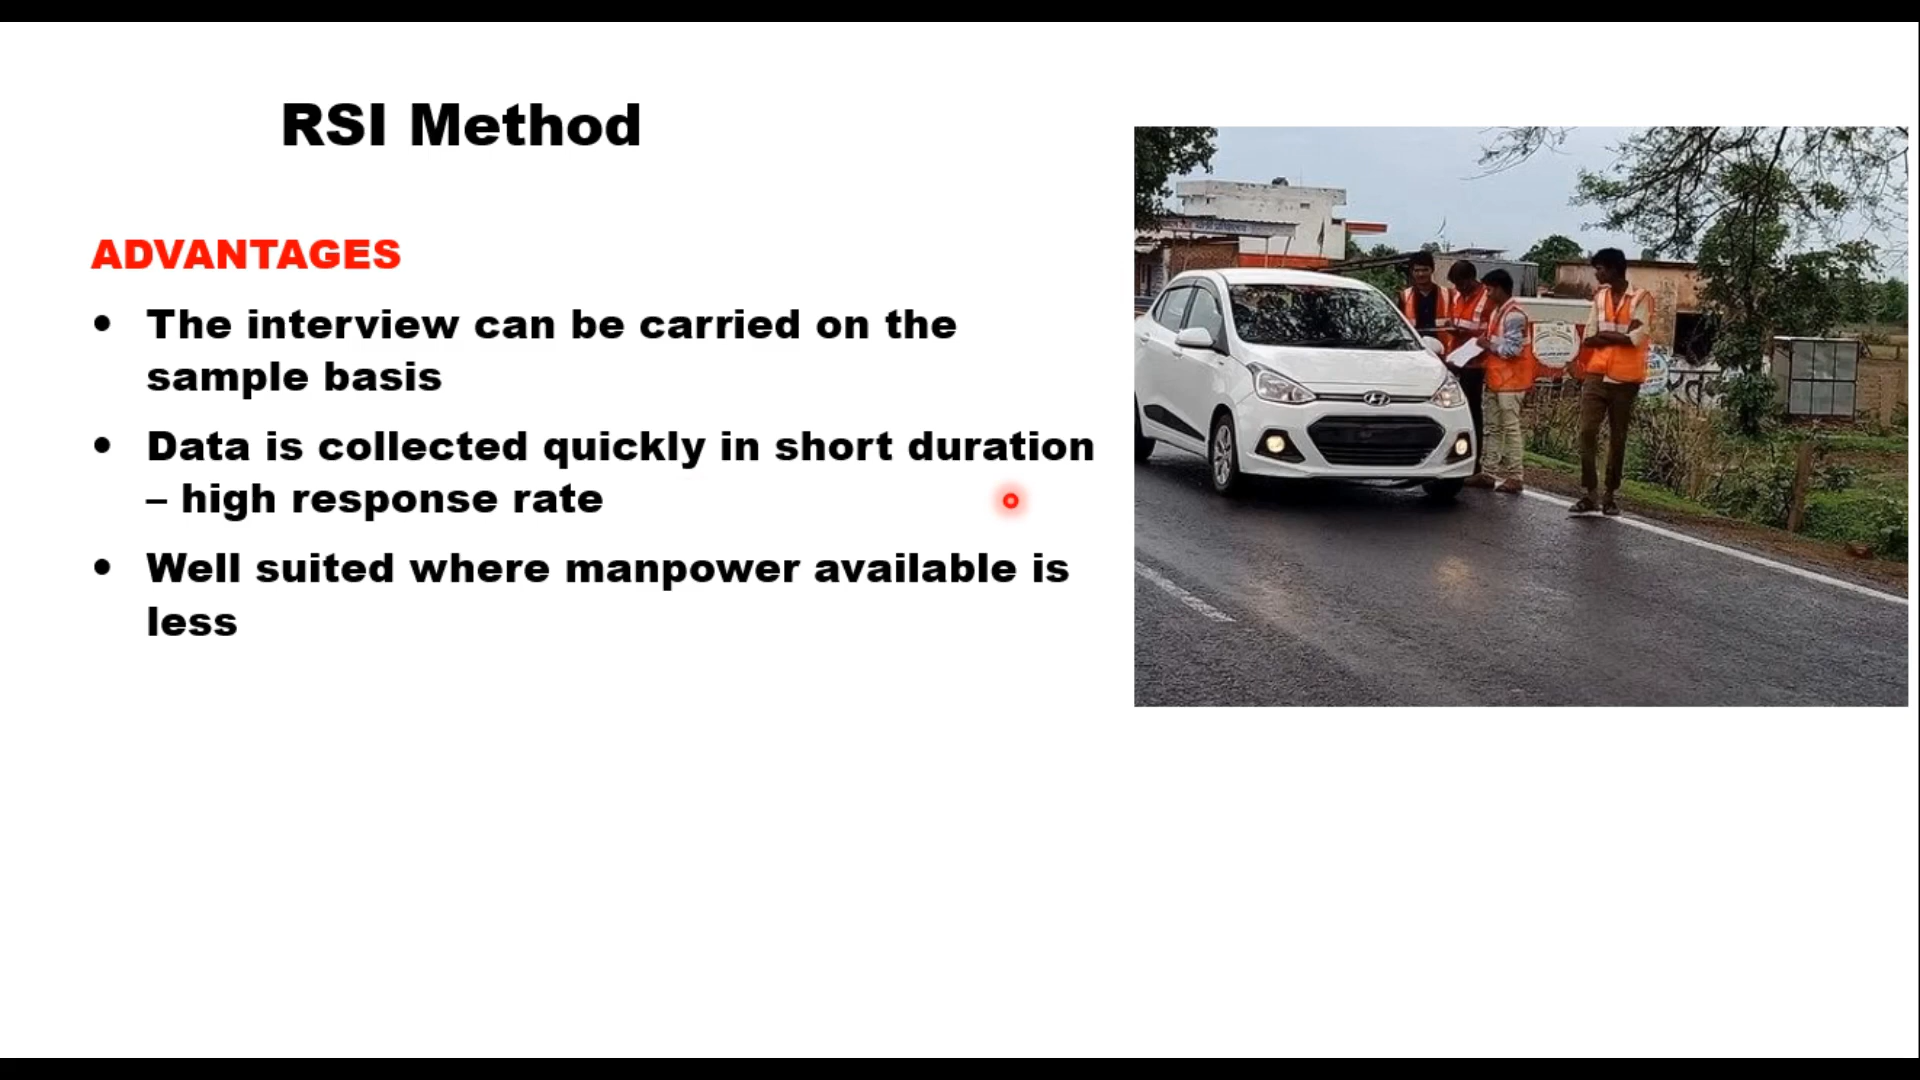 RSI Method
ADVANTAGES
• The interview can be carried on the
sample basis
• Data is collected quickly in short duration
– high response rate
• Well suited where manpower available is
less